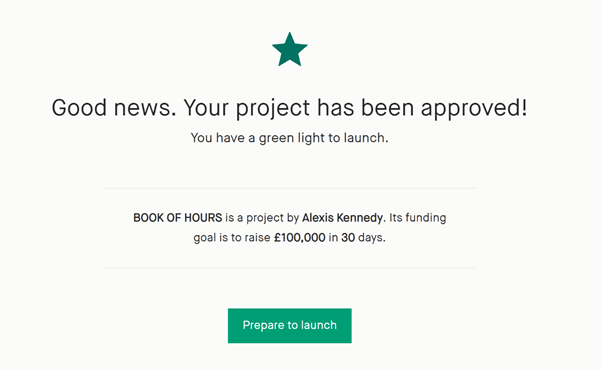 Good news. Your project has been approved!
You have a green light to launch.
BOOK OF HOURS is a project by Alexis Kennedy. Its funding
goal is to raise £100,000 in 30 days.
Prepare to launch